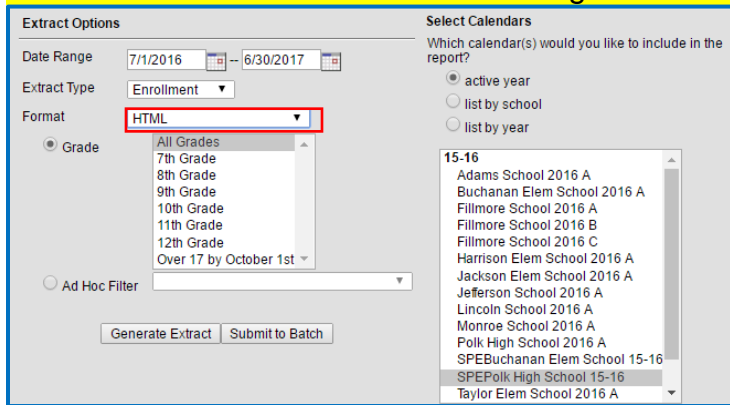 Extract Options
Date Range 7/1/2016 -- 6/30/2017
Extract Type Enrollment
Format HTML
Grade
All Grades
7th Grade
8th Grade
9th Grade
10th Grade
11th Grade
12th Grade
Over 17 by October 1st
Ad Hoc Filter
Generate Extract Submit to Batch
Select Calendars
Which calendar(s) would you like to include in the
report?
active year
list by school
list by year
15-16
Adams School 2016 A
Buchanan Elem School 2016 A
Fillmore School 2016 A
Fillmore School 2016 B
Fillmore School 2016 C
Harrison Elem School 2016 A
Jackson Elem School 2016 A
Jefferson School 2016 A
Lincoln School 2016 A
Monroe School 2016 A
Polk High School 2016 A
SPEBuchanan Elem School 15-16
SPEPolk High School 15-16
Taylor Elem School 2016 A